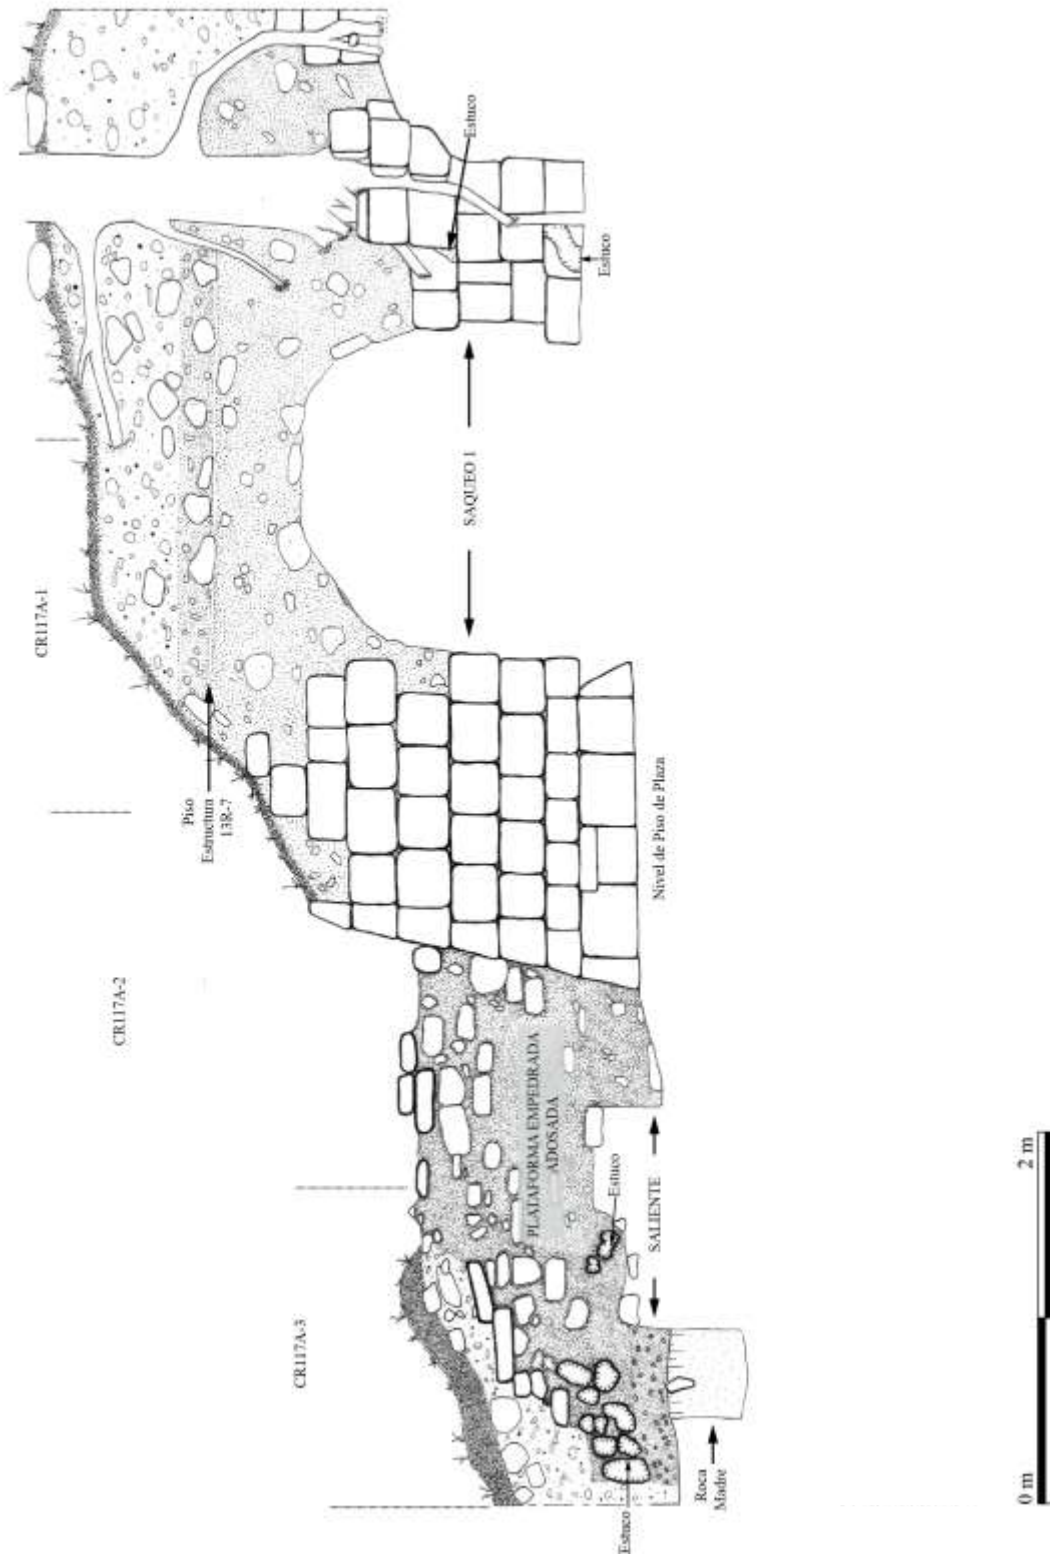 CR117A-3
CR117A-2
CR117A-1
Piso
Estructura
13R-7
SAQUEO 1
Estuco
Estuco
Nivel de Piso de Plaza
PLATAFORMA EMPEDRADA
ADOSADA
Estuco
SALIENTE
Roca
Madre
Estuco
0 m
2 m